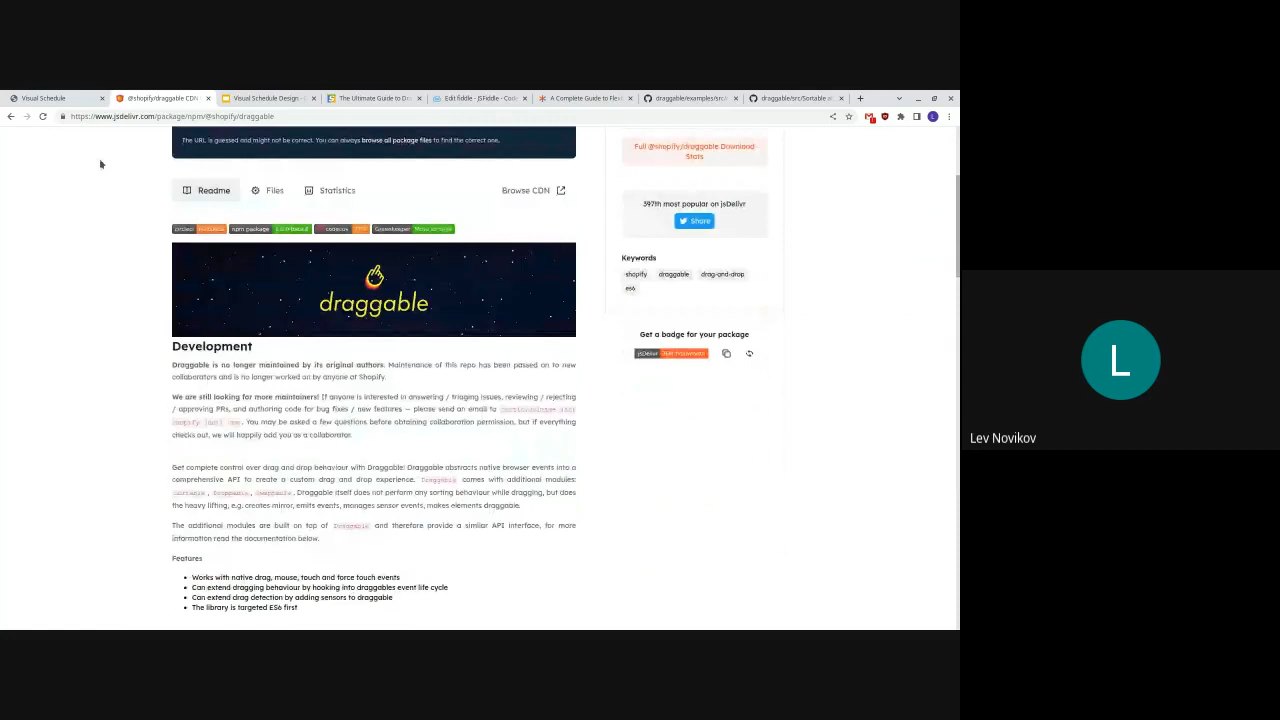 Visual Schedule
@shopify/draggable CDN
Visual Schedule Design -
The Ultimate Guide to Dra
Edit fiddle - JSFiddle - Cod
A Complete Guide to Flex
draggable/examples/src/
draggable/src/Sortable at
https://www.jsdelivr.com/package/npm/@shopify/draggable
The URL is guessed and might not be correct. You can always browse all package files to find the correct one.
Full @shopify/draggable Download
Stats
Readme
Files
Statistics
Browse CDN
397th most popular on jsDelivr
Share
npm package
codecov
Greenkeeper
Keywords
shopify draggable drag-and-drop
es6
draggable
Get a badge for your package
jsDelivr
Development
Draggable is no longer maintained by its original authors. Maintenance of this repo has been passed on to new
collaborators and is no longer worked on by anyone at Shopify.
We are still looking for more maintainers! If anyone is interested in answering / triaging issues, reviewing / rejecting
/ approving PRs, and authoring code for bug fixes / new features — please send an email to
You may be asked a few questions before obtaining collaboration permission, but if everything
checks out, we will happily add you as a collaborator.
Get complete control over drag and drop behaviour with Draggable! Draggable abstracts native browser events into a
comprehensive API to create a custom drag and drop experience. Draggable comes with additional modules:
Sortable, Droppable, Swappable. Draggable itself does not perform any sorting behaviour while dragging, but does
the heavy lifting, e.g. creates mirror, emits events, manages sensor events, makes elements draggable.
The additional modules are built on top of Draggable and therefore provide a similar API interface, for more
information read the documentation below.
Features
Works with native drag, mouse, touch and force touch events
Can extend dragging behaviour by hooking into draggables event life cycle
Can extend drag detection by adding sensors to draggable
The library is targeted ES6 first
L
Lev Novikov